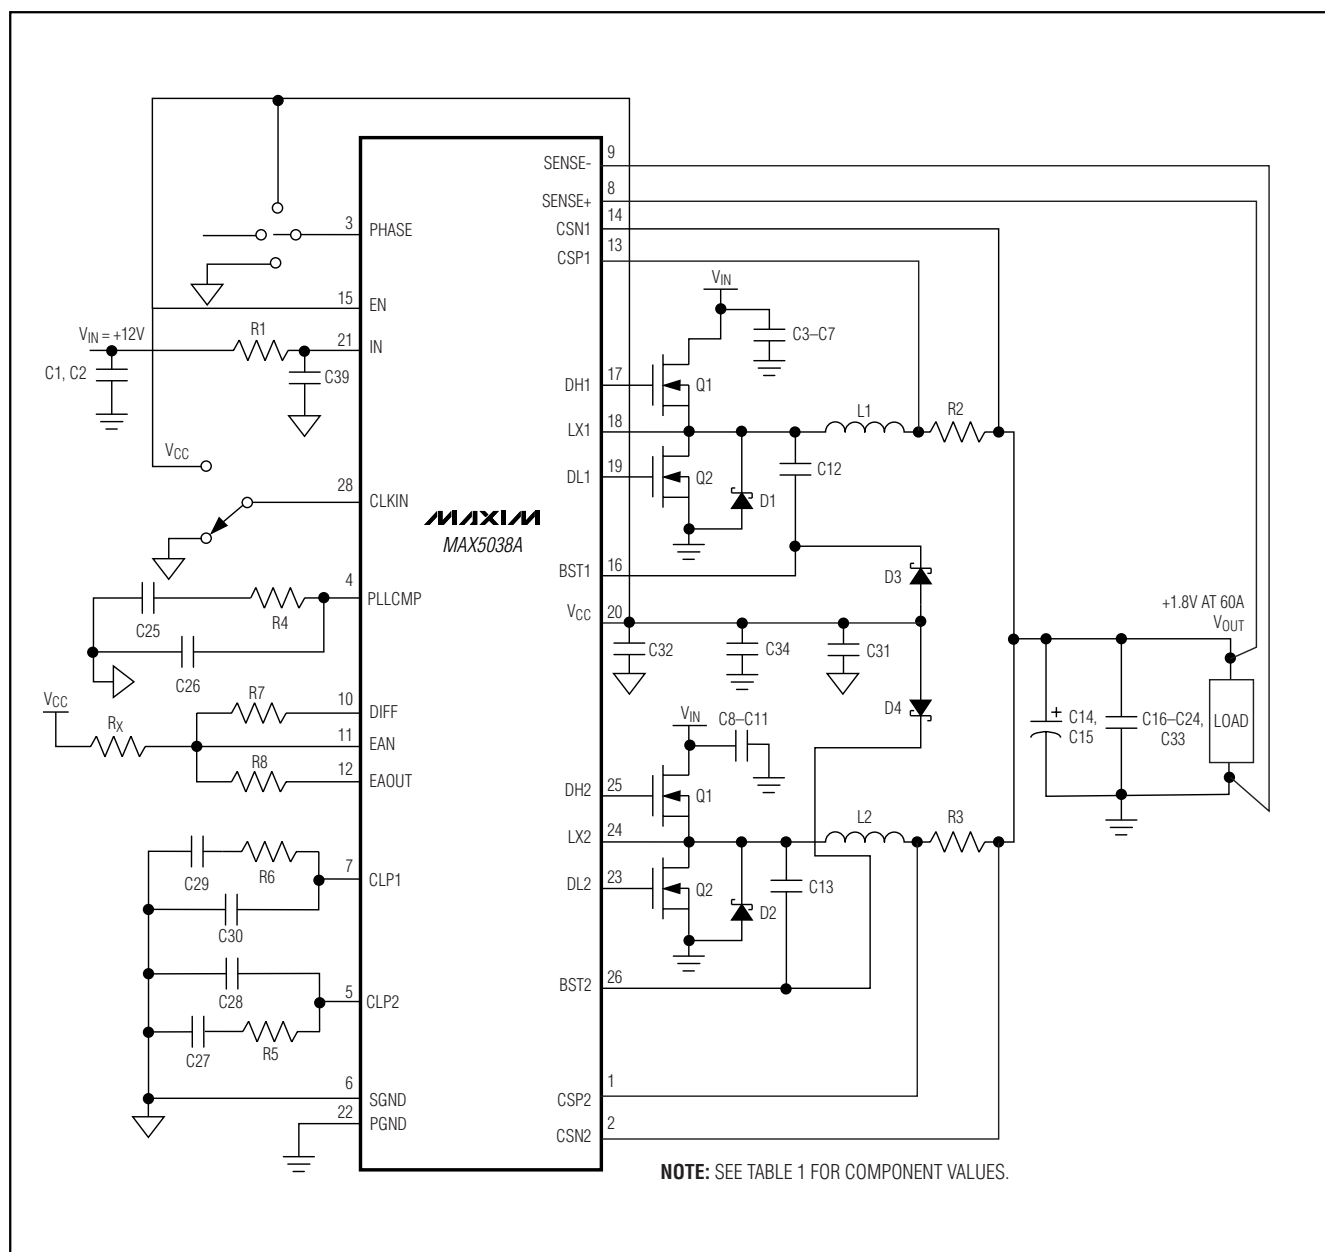 9
SENSE-
8
SENSE+
14
CSN1
3
PHASE
13
CSP1
VIN
15
EN
VIN = +12V
R1
21
IN
C3–C7
C1, C2
C39
DH1
17
Q1
L1
R2
LX1
18
VCC
C12
DL1
19
Q2
D1
28
CLKIN
MAXIM
MAX5038A
BST1
16
D3
4
PLLCMP
R4
C25
VCC
20
+1.8V AT 60A
VOUT
C32
C34
C31
C26
VCC
R7
10
DIFF
VIN
C8–C11
D4
C14,
C15
C16–C24,
C33
LOAD
RX
11
EAN
R8
12
EAOUT
DH2
25
Q1
LX2
24
L2
R3
C29
R6
7
CLP1
DL2
23
Q2
C13
D2
C30
BST2
26
C28
5
CLP2
C27
R5
6
SGND
CSP2
1
22
PGND
CSN2
2
NOTE: SEE TABLE 1 FOR COMPONENT VALUES.